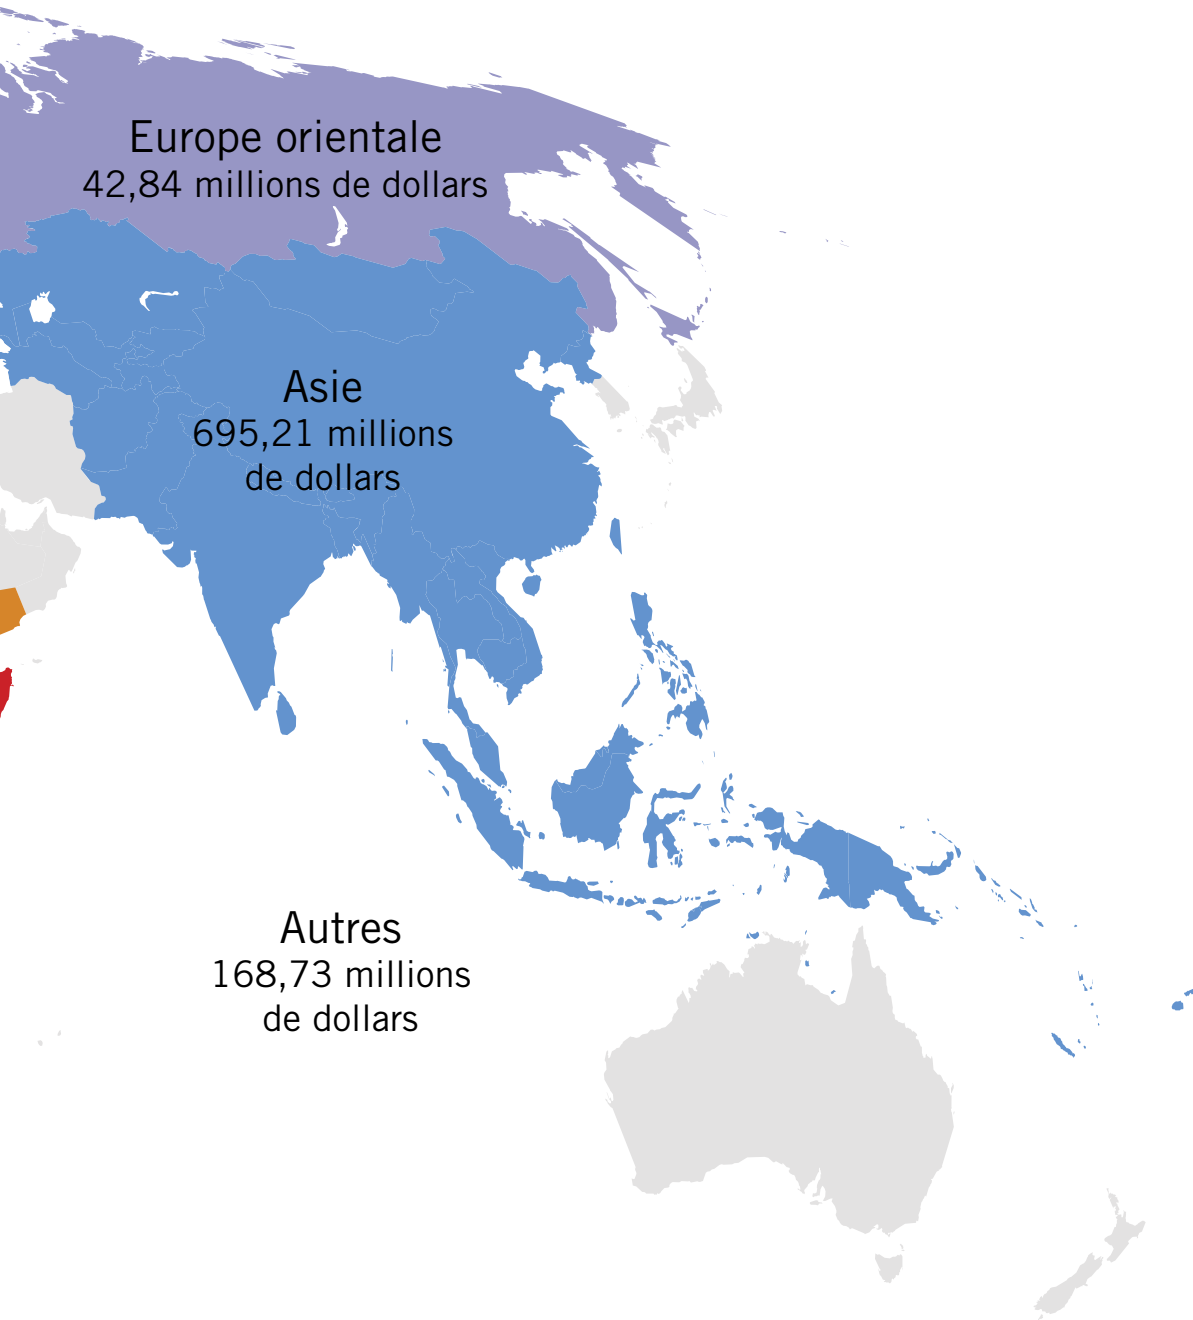 Europe orientale
42,84 millions de dollars
Asie
695,21 millions
de dollars
Autres
168,73 millions
de dollars